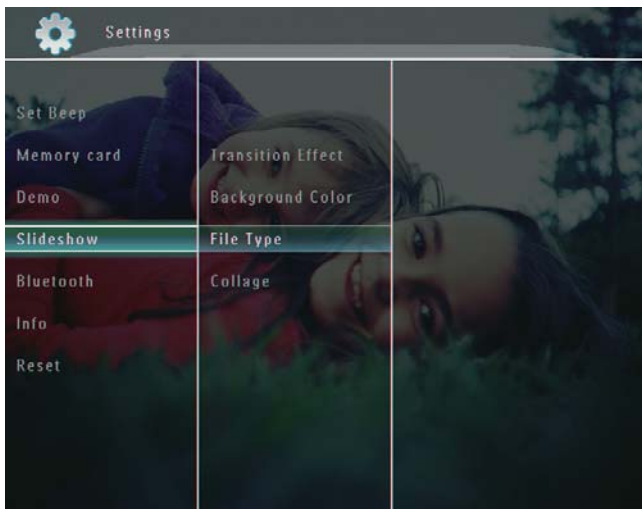 Settings
Set Beep
Memory card
Demo
Slideshow
Bluetooth
Info
Reset
Transition Effect
Background Color
File Type
Collage